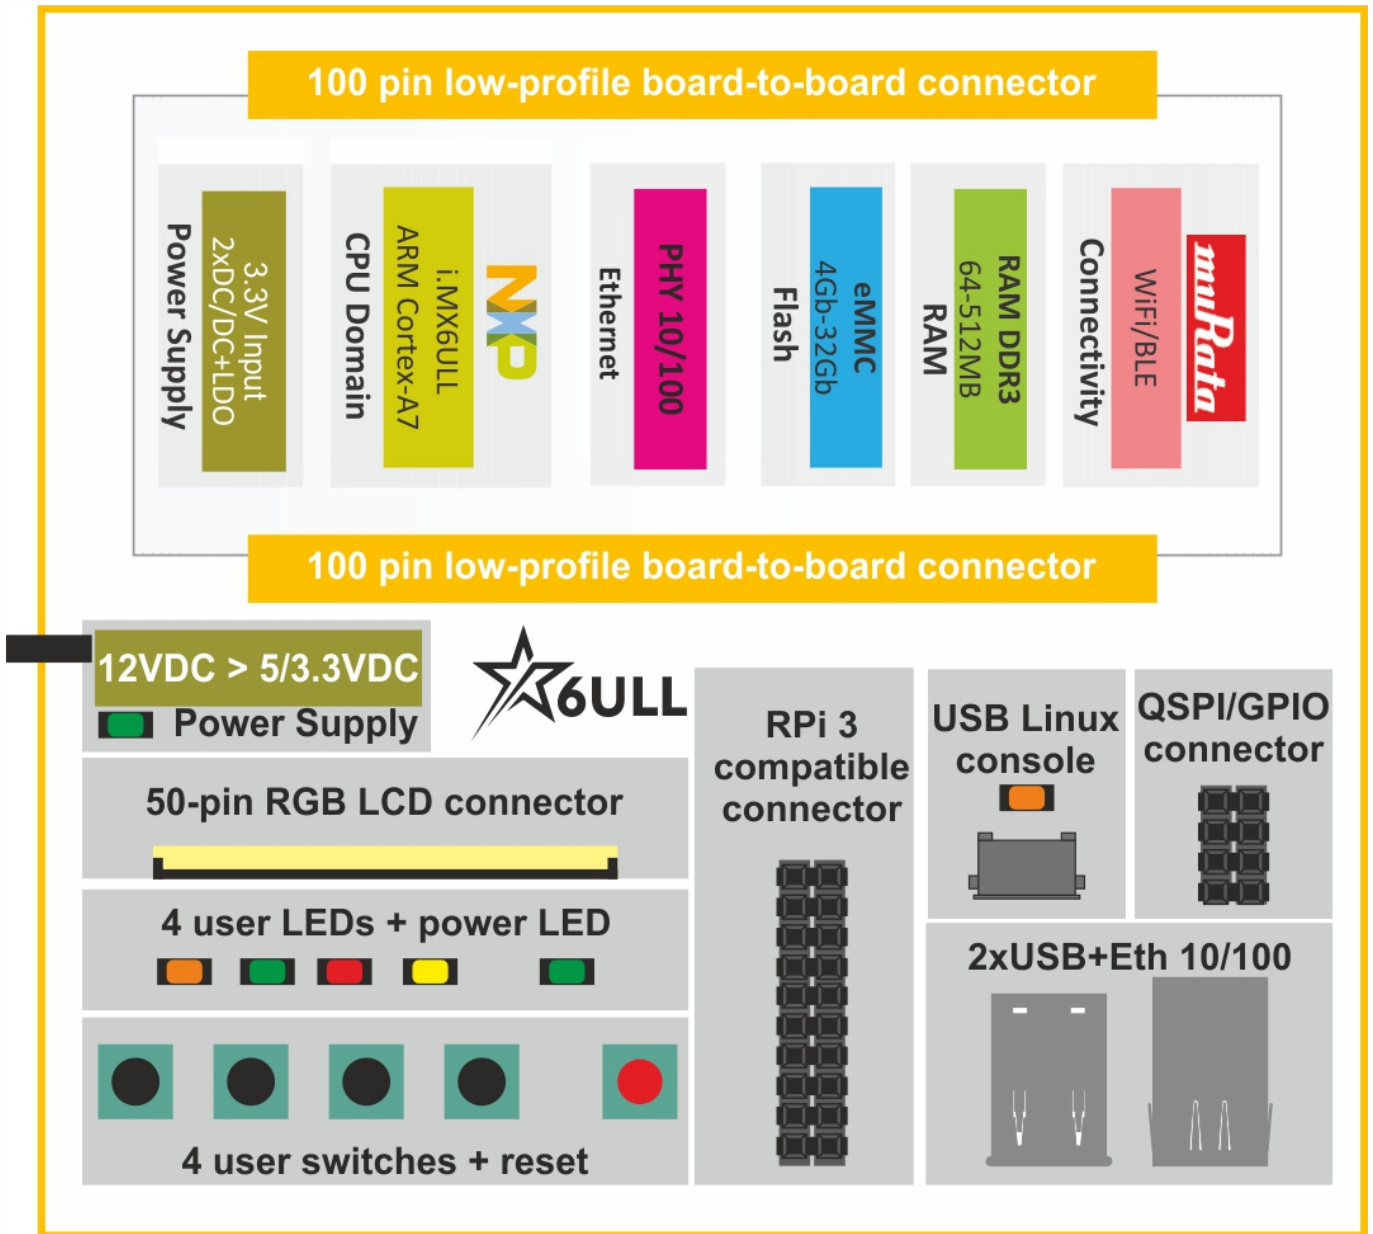 100 pin low-profile board-to-board connector
3.3V Input
2xDC/DC+LDO
Power Supply
NXP
i.MX6ULL
ARM Cortex-A7
CPU Domain
PHY 10/100
Ethernet
eMMC
4Gb-32Gb
Flash
RAM DDR3
64-512MB
RAM
muRata
WiFi/BLE
Connectivity
100 pin low-profile board-to-board connector
12VDC > 5/3.3VDC
Power Supply
6ULL
50-pin RGB LCD connector
4 user LEDs + power LED
4 user switches + reset
RPi 3
compatible
connector
USB Linux
console
QSPI/GPIO
connector
2xUSB+Eth 10/100